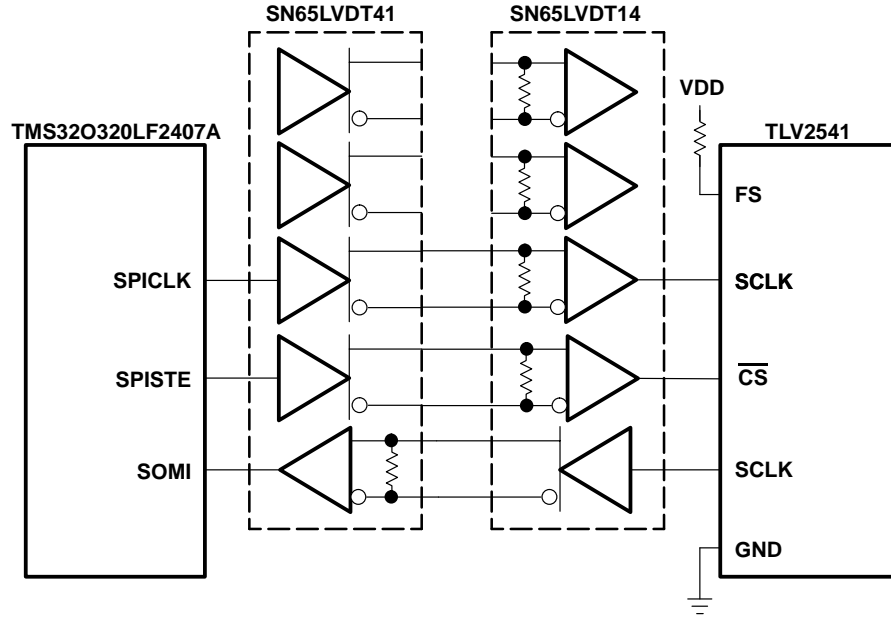 SN65LVDT41
SN65LVDT14
VDD
TMS32O320LF2407A
TLV2541
FS
SPICLK
SCLK
SPISTE
CS
SOMI
SCLK
GND